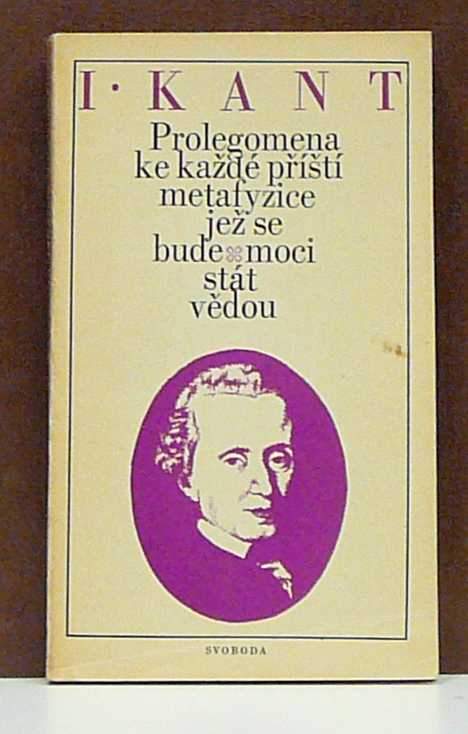 I · KANT
Prolegomena
ke každé příští
metafyzice
jež se
bude moci
stát
vědou
SVOBODA